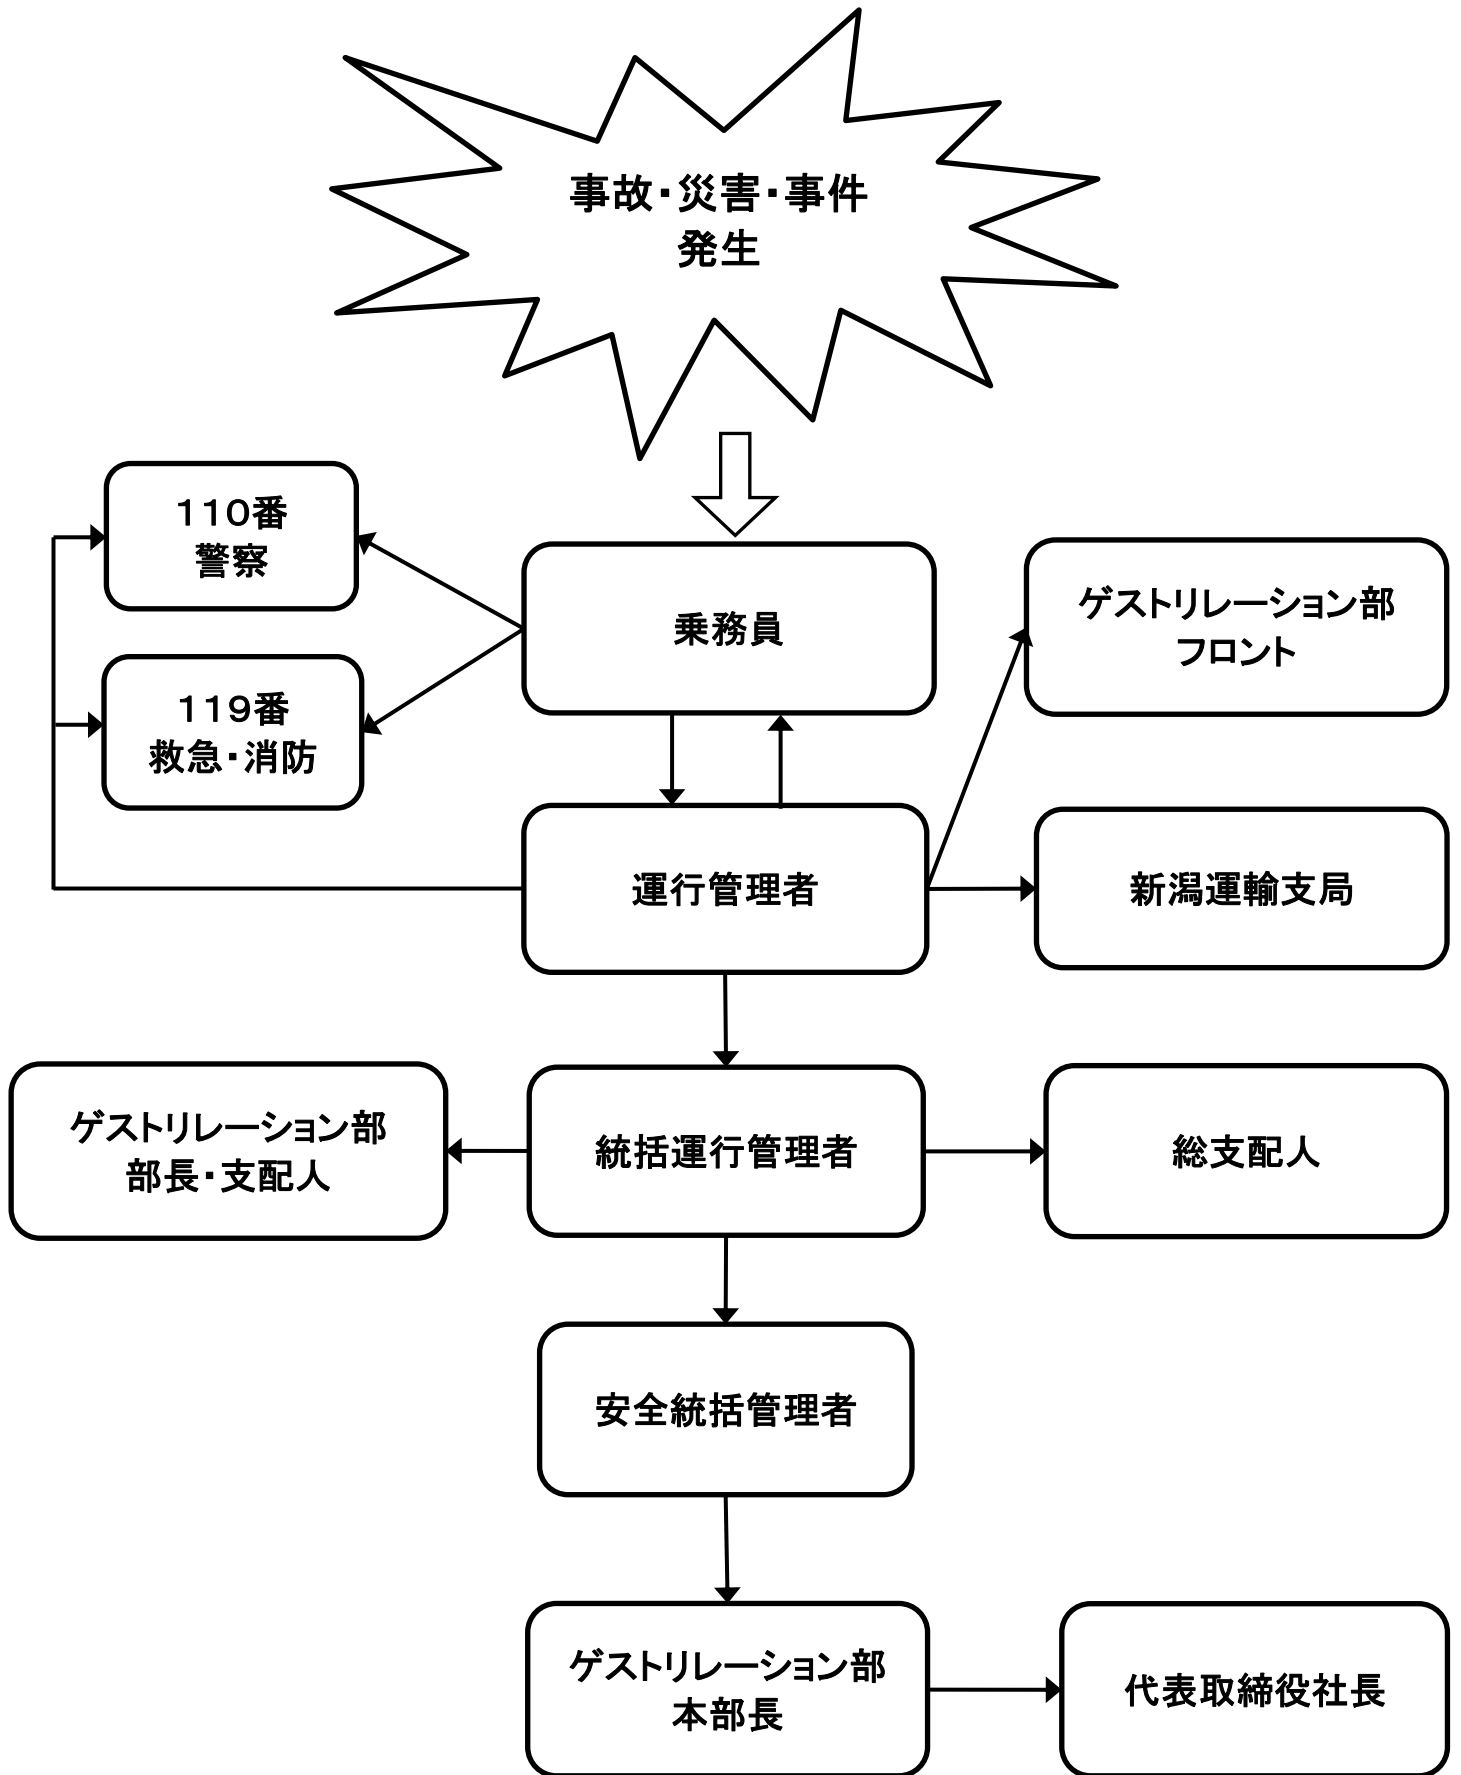 事故・災害・事件
発生
１１０番
警察
乗務員
ゲストリレーション部
フロント
１１９番
救急・消防
運行管理者
新潟運輸支局
ゲストリレーション部
部長・支配人
統括運行管理者
総支配人
安全統括管理者
ゲストリレーション部
本部長
代表取締役社長